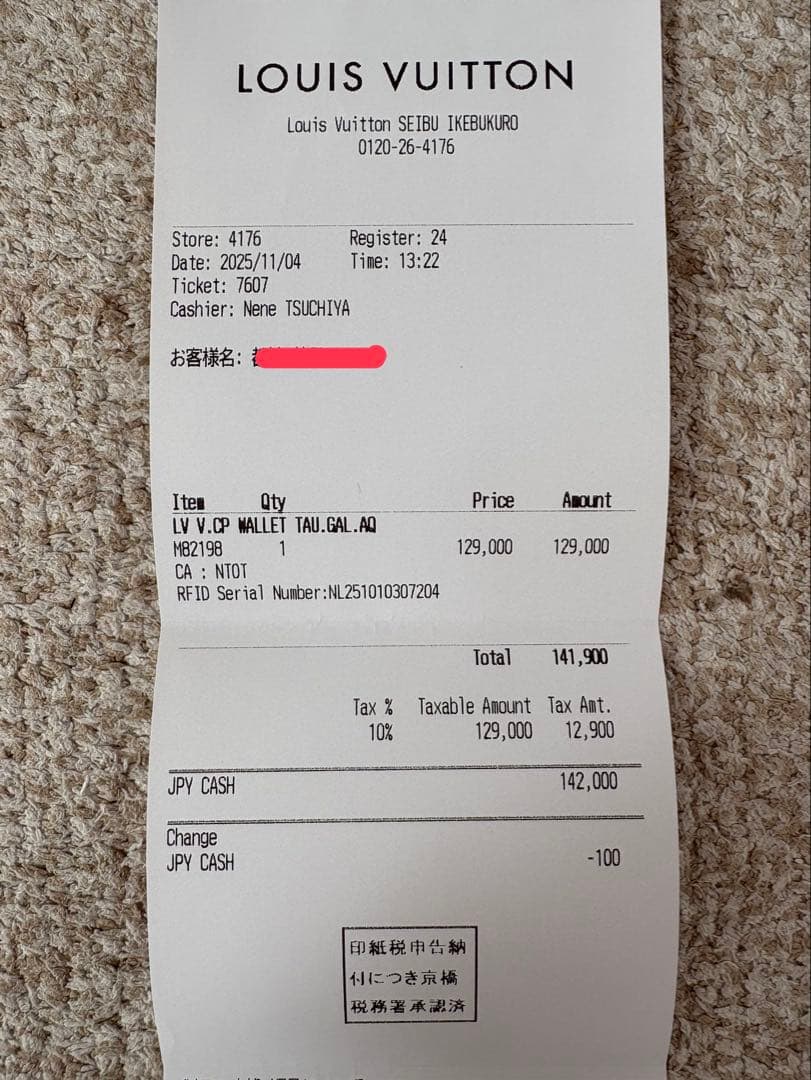 LOUIS VUITTON
Louis Vuitton SEIBU IKEBUKURO
0120-26-4176
Store: 4176 Register: 24
Date: 2025/11/04 Time: 13:22
Ticket: 7607
Cashier: Nene TSUCHIYA
お客様名:
Item Qty Price Amount
LV V.CP WALLET TAU.GAL.AQ
M82198 1 129,000 129,000
CA : NTOT
RFID Serial Number:NL251010307204
Total 141,900
Tax % Taxable Amount Tax Amt.
10% 129,000 12,900
JPY CASH 142,000
Change
JPY CASH -100
印紙税申告納
付につき京橋
税務署承認済